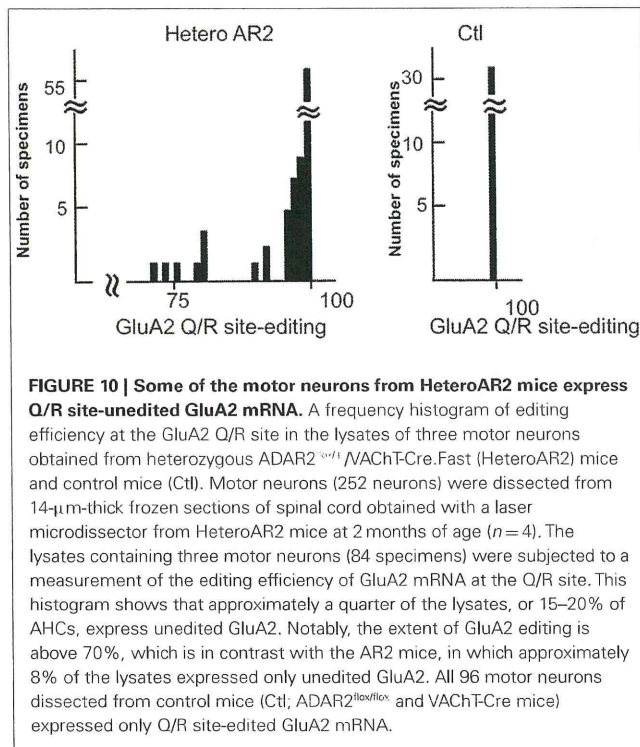 Hetero AR2
Ctl
Number of specimens
55
10
5
75
100
GluA2 Q/R site-editing
Number of specimens
30
10
5
100
GluA2 Q/R site-editing
FIGURE 10 | Some of the motor neurons from HeteroAR2 mice express
Q/R site-unedited GluA2 mRNA. A frequency histogram of editing
efficiency at the GluA2 Q/R site in the lysates of three motor neurons
obtained from heterozygous ADAR2 /VAChT-Cre.Fast (HeteroAR2) mice
and control mice (Ctl). Motor neurons (252 neurons) were dissected from
14-μm-thick frozen sections of spinal cord obtained with a laser
microdissector from HeteroAR2 mice at 2 months of age (n = 4). The
lysates containing three motor neurons (84 specimens) were subjected to a
measurement of the editing efficiency of GluA2 mRNA at the Q/R site. This
histogram shows that approximately a quarter of the lysates, or 15–20% of
AHCs, express unedited GluA2. Notably, the extent of GluA2 editing is
above 70%, which is in contrast with the AR2 mice, in which approximately
8% of the lysates expressed only unedited GluA2. All 96 motor neurons
dissected from control mice (Ctl; ADAR2flox/flox and VAChT-Cre mice)
expressed only Q/R site-edited GluA2 mRNA.